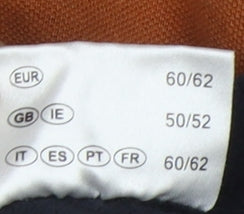 EUR 60/62
GB IE 50/52
IT ES PT FR 60/62